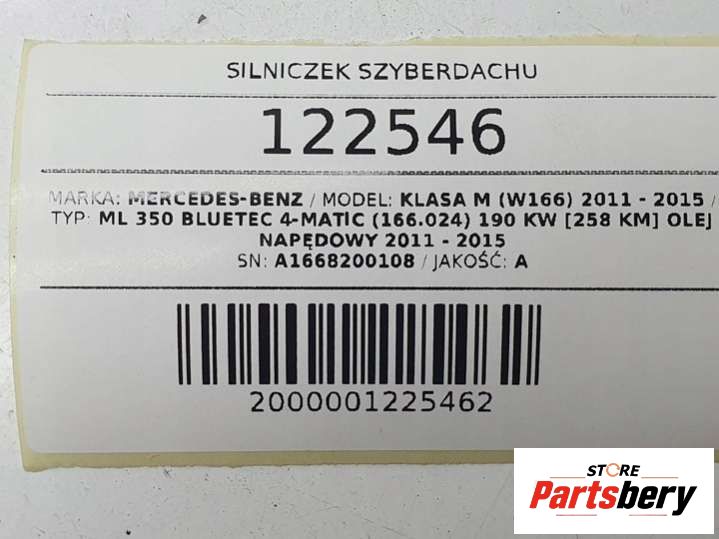 SILNICZEK SZYBERDACHU
122546
MARKA: MERCEDES-BENZ / MODEL: KLASA M (W166) 2011 - 2015 /
TYP: ML 350 BLUETEC 4-MATIC (166.024) 190 KW [258 KM] OLEJ
NAPĘDOWY 2011 - 2015
SN: A1668200108 / JAKOŚĆ: A
2000001225462
STORE
Partsbery